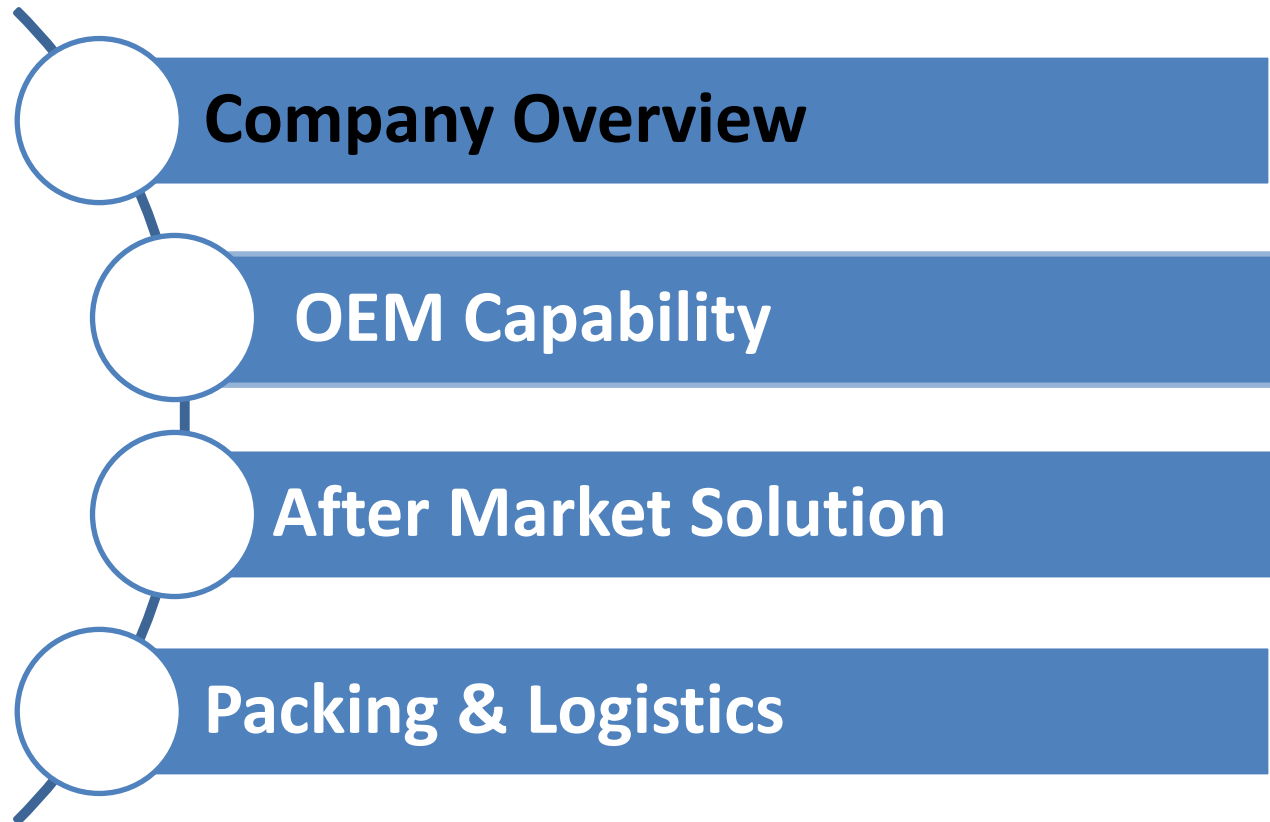 Company Overview
OEM Capability
After Market Solution
Packing & Logistics